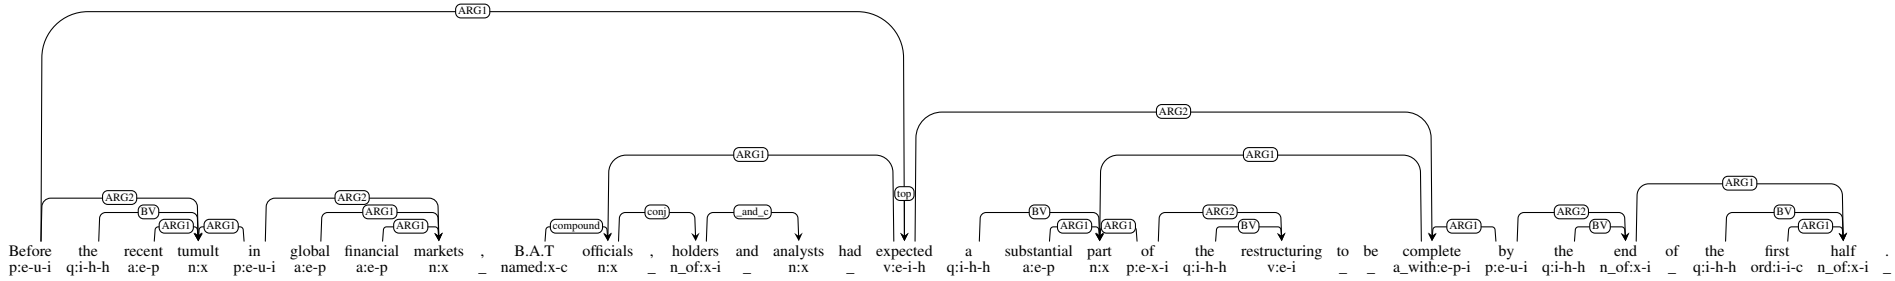 ARG1
ARG2
ARG1 ARG1
ARG2 BV ARG1 ARG1 ARG2 ARG1 ARG1 compound conj _and_c top BV ARG1 ARG1 ARG2 BV ARG1 ARG2 BV ARG1 BV ARG1
Before the recent tumult in global financial markets , B.A.T officials , holders and analysts had expected a substantial part of the restructuring to be complete by the end of the first half .
p:e-u-i q:i-h-h a:e-p n:x p:e-u-i a:e-p a:e-p n:x _ named:x-c n:x _ n_of:x-i _ n:x _ v:e-i-h q:i-h-h a:e-p n:x p:e-x-i q:i-h-h v:e-i _ _ a_with:e-p-i p:e-u-i q:i-h-h n_of:x-i _ q:i-h-h ord:i-i-c n_of:x-i _